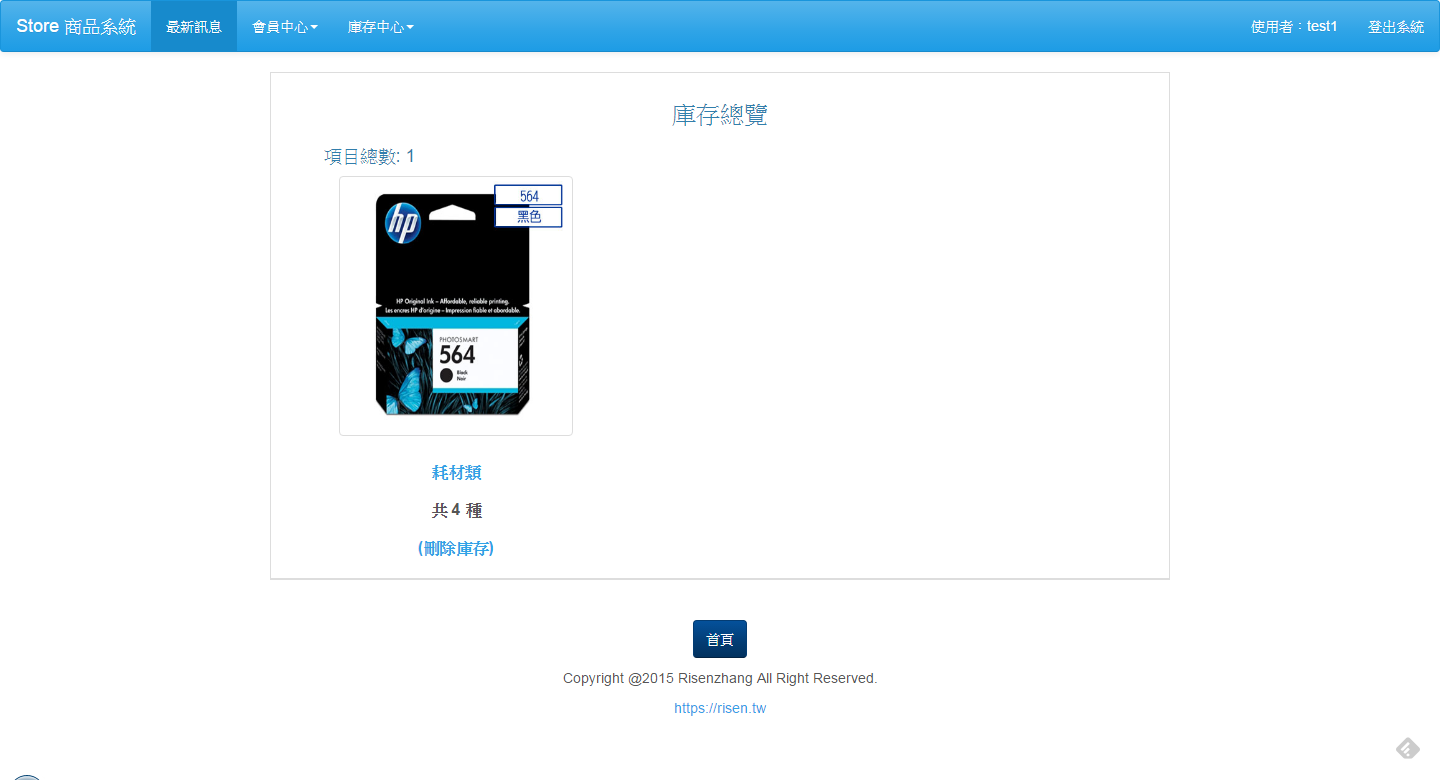 Store 商品系統 最新訊息 會員中心 庫存中心 使用者：test1 登出系統
庫存總覽
項目總數: 1
564
黑色
hp
HP Original Ink – Affordable, reliable printing.
Les encres HP d'origine – Impression fiable et abordable.
PHOTOSMART
564
Black
Noir
耗材類
共 4 種
(刪除庫存)
首頁
Copyright @2015 Risenzhang All Right Reserved.
https://risen.tw